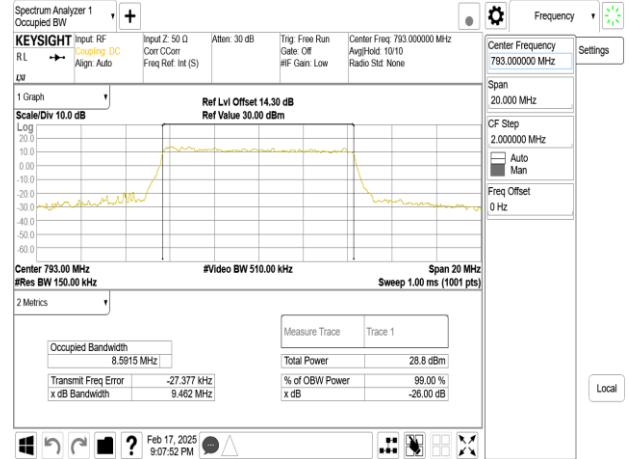 Spectrum Analyzer 1
Occupied BW
Frequency
KEYSIGHT
RL
Input: RF
Coupling: DC
Align: Auto
Input Z: 50 Ω
Corr CCorr
Freq Ref: Int (S)
Atten: 30 dB
Trig: Free Run
Gate: Off
#IF Gain: Low
Center Freq: 793.000000 MHz
Avg|Hold: 10/10
Radio Std: None
Center Frequency
793.000000 MHz
Settings
Span
20.000 MHz
CF Step
2.000000 MHz
Auto
Man
Freq Offset
0 Hz
Local
1 Graph
Scale/Div 10.0 dB
Ref Lvl Offset 14.30 dB
Ref Value 30.00 dBm
Log
20.0
10.0
0.00
-10.0
-20.0
-30.0
-40.0
-50.0
-60.0
Center 793.00 MHz
#Video BW 510.00 kHz
Span 20 MHz
#Res BW 150.00 kHz
Sweep 1.00 ms (1001 pts)
2 Metrics
Measure Trace
Trace 1
Occupied Bandwidth
8.5915 MHz
Total Power
28.8 dBm
Transmit Freq Error
-27.377 kHz
% of OBW Power
99.00 %
x dB Bandwidth
9.462 MHz
x dB
-26.00 dB
?
Feb 17, 2025
9:07:52 PM